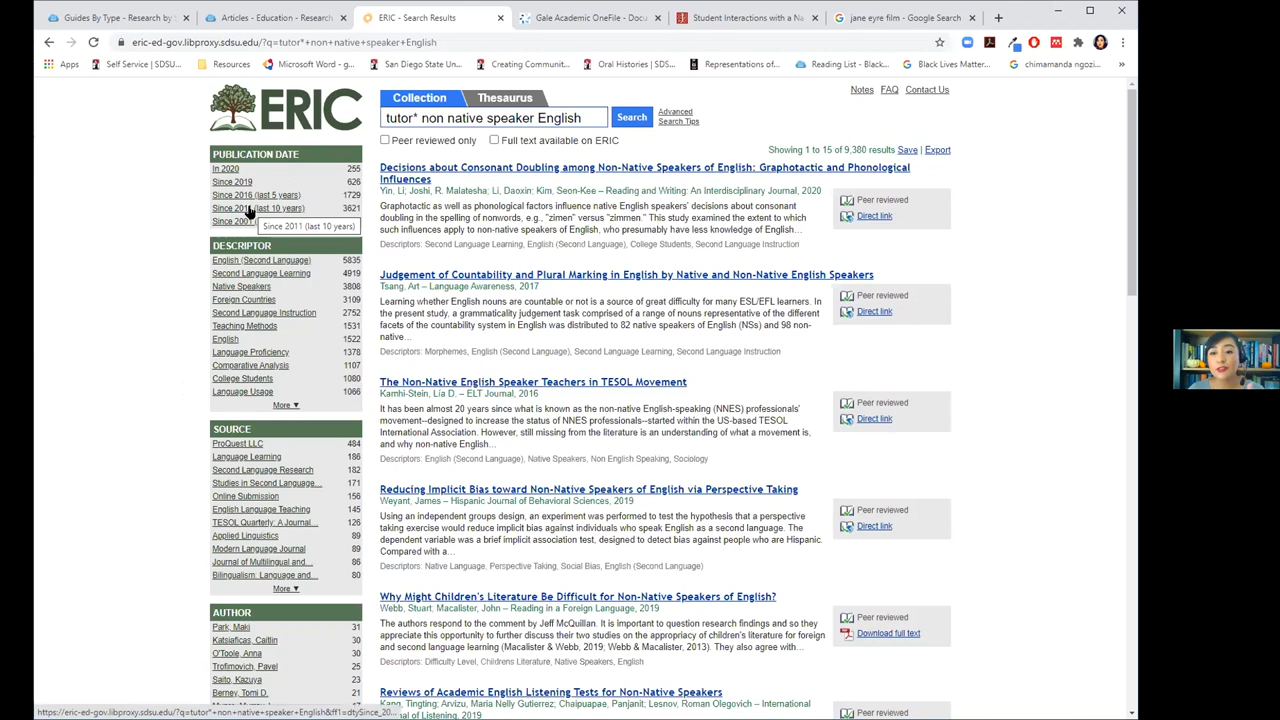 Guides By Type - Research by
Articles - Education - Research
ERIC - Search Results
Gale Academic OneFile - Docu
Student Interactions with a Na
jane eyre film - Google Search
eric-ed-gov.libproxy.sdsu.edu/?q=tutor*+non+native+speaker+English
Apps
Self Service | SDSU...
Resources
Microsoft Word - g...
San Diego State Un...
Creating Communit...
Oral Histories | SDS...
Representations of...
Reading List - Black...
Black Lives Matter...
chimamanda ngozi...
ERIC
Collection
Thesaurus
Notes
FAQ
Contact Us
tutor* non native speaker English
Search
Advanced
Search Tips
Peer reviewed only
Full text available on ERIC
Showing 1 to 15 of 9,380 results Save | Export
PUBLICATION DATE
In 2020 255
Since 2019 626
Since 2016 (last 5 years) 1729
(last 10 years) 3621
Since 2001
Since 2011 (last 10 years)
DESCRIPTOR
English (Second Language) 5835
Second Language Learning 4919
Native Speakers 3808
Foreign Countries 3109
Second Language Instruction 2752
Teaching Methods 1531
English 1522
Language Proficiency 1378
Comparative Analysis 1107
College Students 1080
Language Usage 1066
More ▼
SOURCE
ProQuest LLC 484
Language Learning 186
Second Language Research 182
Studies in Second Language... 171
Online Submission 156
English Language Teaching 145
TESOL Quarterly: A Journal... 126
Applied Linguistics 89
Modern Language Journal 89
Journal of Multilingual and... 86
Bilingualism: Language and... 80
More ▼
AUTHOR
Park, Maki 31
Katsiaficas, Caitlin 30
O'Toole, Anna 30
Trofimovich, Pavel 25
Saito, Kazuya 23
Berney, Tomi D. 21
Decisions about Consonant Doubling among Non-Native Speakers of English: Graphotactic and Phonological
Influences
Yin, Li; Joshi, R. Malatesha; Li, Daoxin; Kim, Seon-Kee – Reading and Writing: An Interdisciplinary Journal, 2020
Graphotactic as well as phonological factors influence native speakers' decisions about consonant
doubling in the spelling of nonwords, e.g., "zimen" versus "zimmen." This study examined the extent to which
such influences apply to non-native speakers of English, who presumably have less knowledge of English...
Descriptors: Second Language Learning, English (Second Language), College Students, Second Language Instruction
Peer reviewed
Direct link
Judgement of Countability and Plural Marking in English by Native and Non-Native English Speakers
Tsang, Art – Language Awareness, 2017
Learning whether English nouns are countable or not is a source of great difficulty for many ESL/EFL learners. In
the present study, a grammaticality judgement task comprised of a range of nouns representative of the different
facets of the countability system in English was distributed to 82 native speakers of English (NSs) and 98 non-
native...
Descriptors: Morphemes, English (Second Language), Second Language Learning, Second Language Instruction
Peer reviewed
Direct link
The Non-Native English Speaker Teachers in TESOL Movement
Kamhi-Stein, Lía D. – ELT Journal, 2016
It has been almost 20 years since what is known as the non-native English-speaking (NNES) professionals'
movement--designed to increase the status of NNES professionals--started within the US-based TESOL
International Association. However, still missing from the literature is an understanding of what a movement is,
and why non-native English...
Descriptors: English (Second Language), Native Speakers, Non English Speaking, Sociology
Peer reviewed
Direct link
Reducing Implicit Bias toward Non-Native Speakers of English via Perspective Taking
Weyant, James – Hispanic Journal of Behavioral Sciences, 2019
Using an independent groups design, an experiment was performed to test the hypothesis that a perspective
taking exercise would reduce implicit bias against individuals who speak English as a second language. The
dependent variable was a brief implicit association test, designed to detect bias against people who are Hispanic.
Compared with a...
Descriptors: Native Language, Perspective Taking, Social Bias, English (Second Language)
Peer reviewed
Direct link
Why Might Children's Literature Be Difficult for Non-Native Speakers of English?
Webb, Stuart; Macalister, John – Reading in a Foreign Language, 2019
The authors respond to the comment by Jeff McQuillan. It is important to question research findings and so they
appreciate this opportunity to further discuss their two studies on the appropriacy of children's literature for foreign
and second language learning (Macalister & Webb, 2019; Webb & Macalister, 2013). They also agree with...
Descriptors: Difficulty Level, Childrens Literature, Native Speakers, English
Peer reviewed
Download full text
Reviews of Academic English Listening Tests for Non-Native Speakers
Kang, Tingting; Arvizu, Maria Nelly Gutierrez; Chaipuapae, Panjanit; Lesnov, Roman Olegovich – International
Journal of Listening, 2019
Peer reviewed
https://eric-ed-gov.libproxy.sdsu.edu/?q=tutor*+non+native+speaker+English&ff1=dtySince_20...